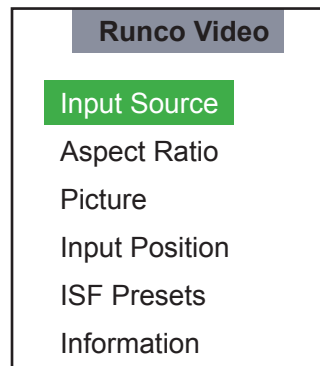 Runco Video
Input Source
Aspect Ratio
Picture
Input Position
ISF Presets
Information